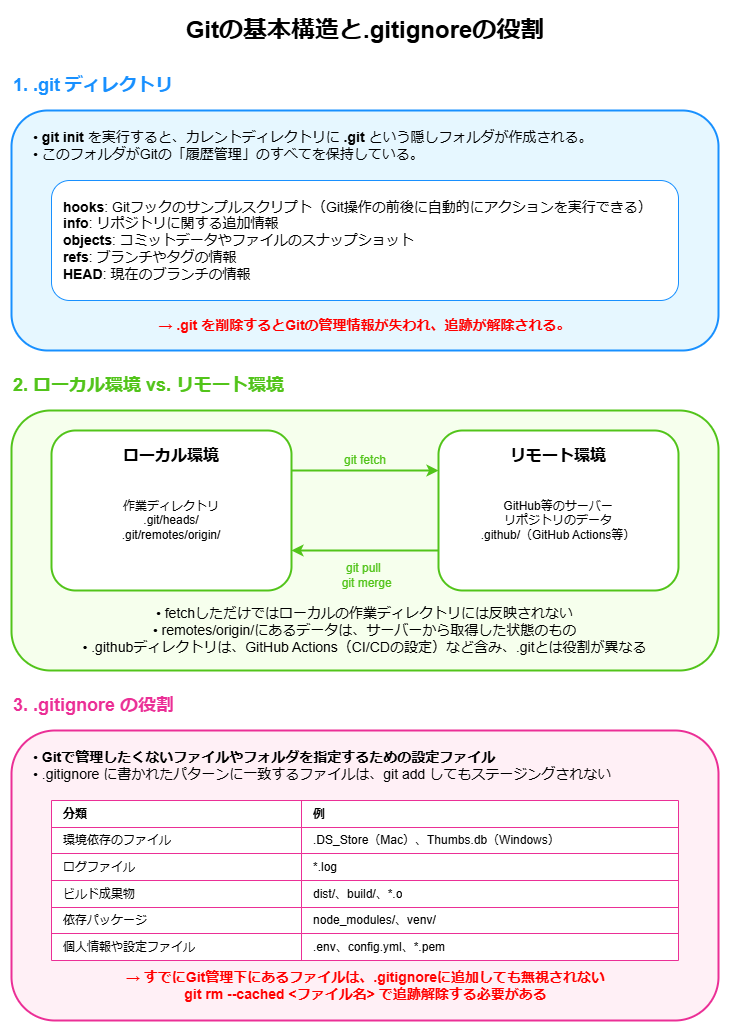 Gitの基本構造と.gitignoreの役割
1. .git ディレクトリ
• git init を実行すると、カレントディレクトリに .git という隠しフォルダが作成される。
• このフォルダがGitの「履歴管理」のすべてを保持している。
hooks: Gitフックのサンプルスクリプト（Git操作の前後に自動的にアクションを実行できる）
info: リポジトリに関する追加情報
objects: コミットデータやファイルのスナップショット
refs: ブランチやタグの情報
HEAD: 現在のブランチの情報
→ .git を削除するとGitの管理情報が失われ、追跡が解除される。
2. ローカル環境 vs. リモート環境
ローカル環境
作業ディレクトリ
.git/heads/
.git/remotes/origin/
git fetch
git pull
git merge
リモート環境
GitHub等のサーバー
リポジトリのデータ
.github/（GitHub Actions等）
• fetchしただけではローカルの作業ディレクトリには反映されない
• remotes/origin/にあるデータは、サーバーから取得した状態のもの
• .githubディレクトリは、GitHub Actions（CI/CDの設定）など含み、.gitとは役割が異なる
3. .gitignore の役割
• Gitで管理したくないファイルやフォルダを指定するための設定ファイル
• .gitignore に書かれたパターンに一致するファイルは、git add してもステージングされない
分類 例
環境依存のファイル .DS_Store（Mac）、Thumbs.db（Windows）
ログファイル *.log
ビルド成果物 dist/、build/、*.o
依存パッケージ node_modules/、venv/
個人情報や設定ファイル .env、config.yml、*.pem
→ すでにGit管理下にあるファイルは、.gitignoreに追加しても無視されない
git rm --cached <ファイル名> で追跡解除する必要がある